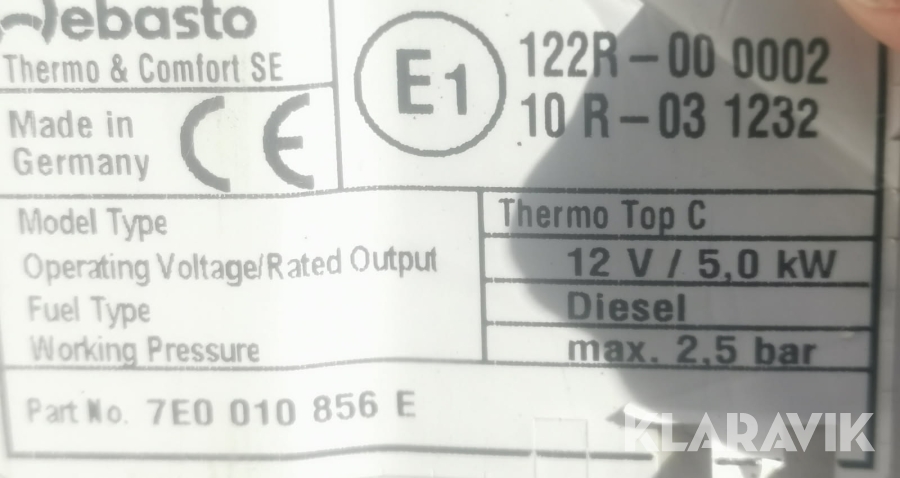 Webasto
Thermo & Comfort SE
Made in
Germany
CE
E1
122R-00 0002
10 R-03 1232
Model Type Thermo Top C
Operating Voltage/Rated Output 12 V / 5,0 kW
Fuel Type Diesel
Working Pressure max. 2,5 bar
Part No. 7E0 010 856 E
KLARAVIK